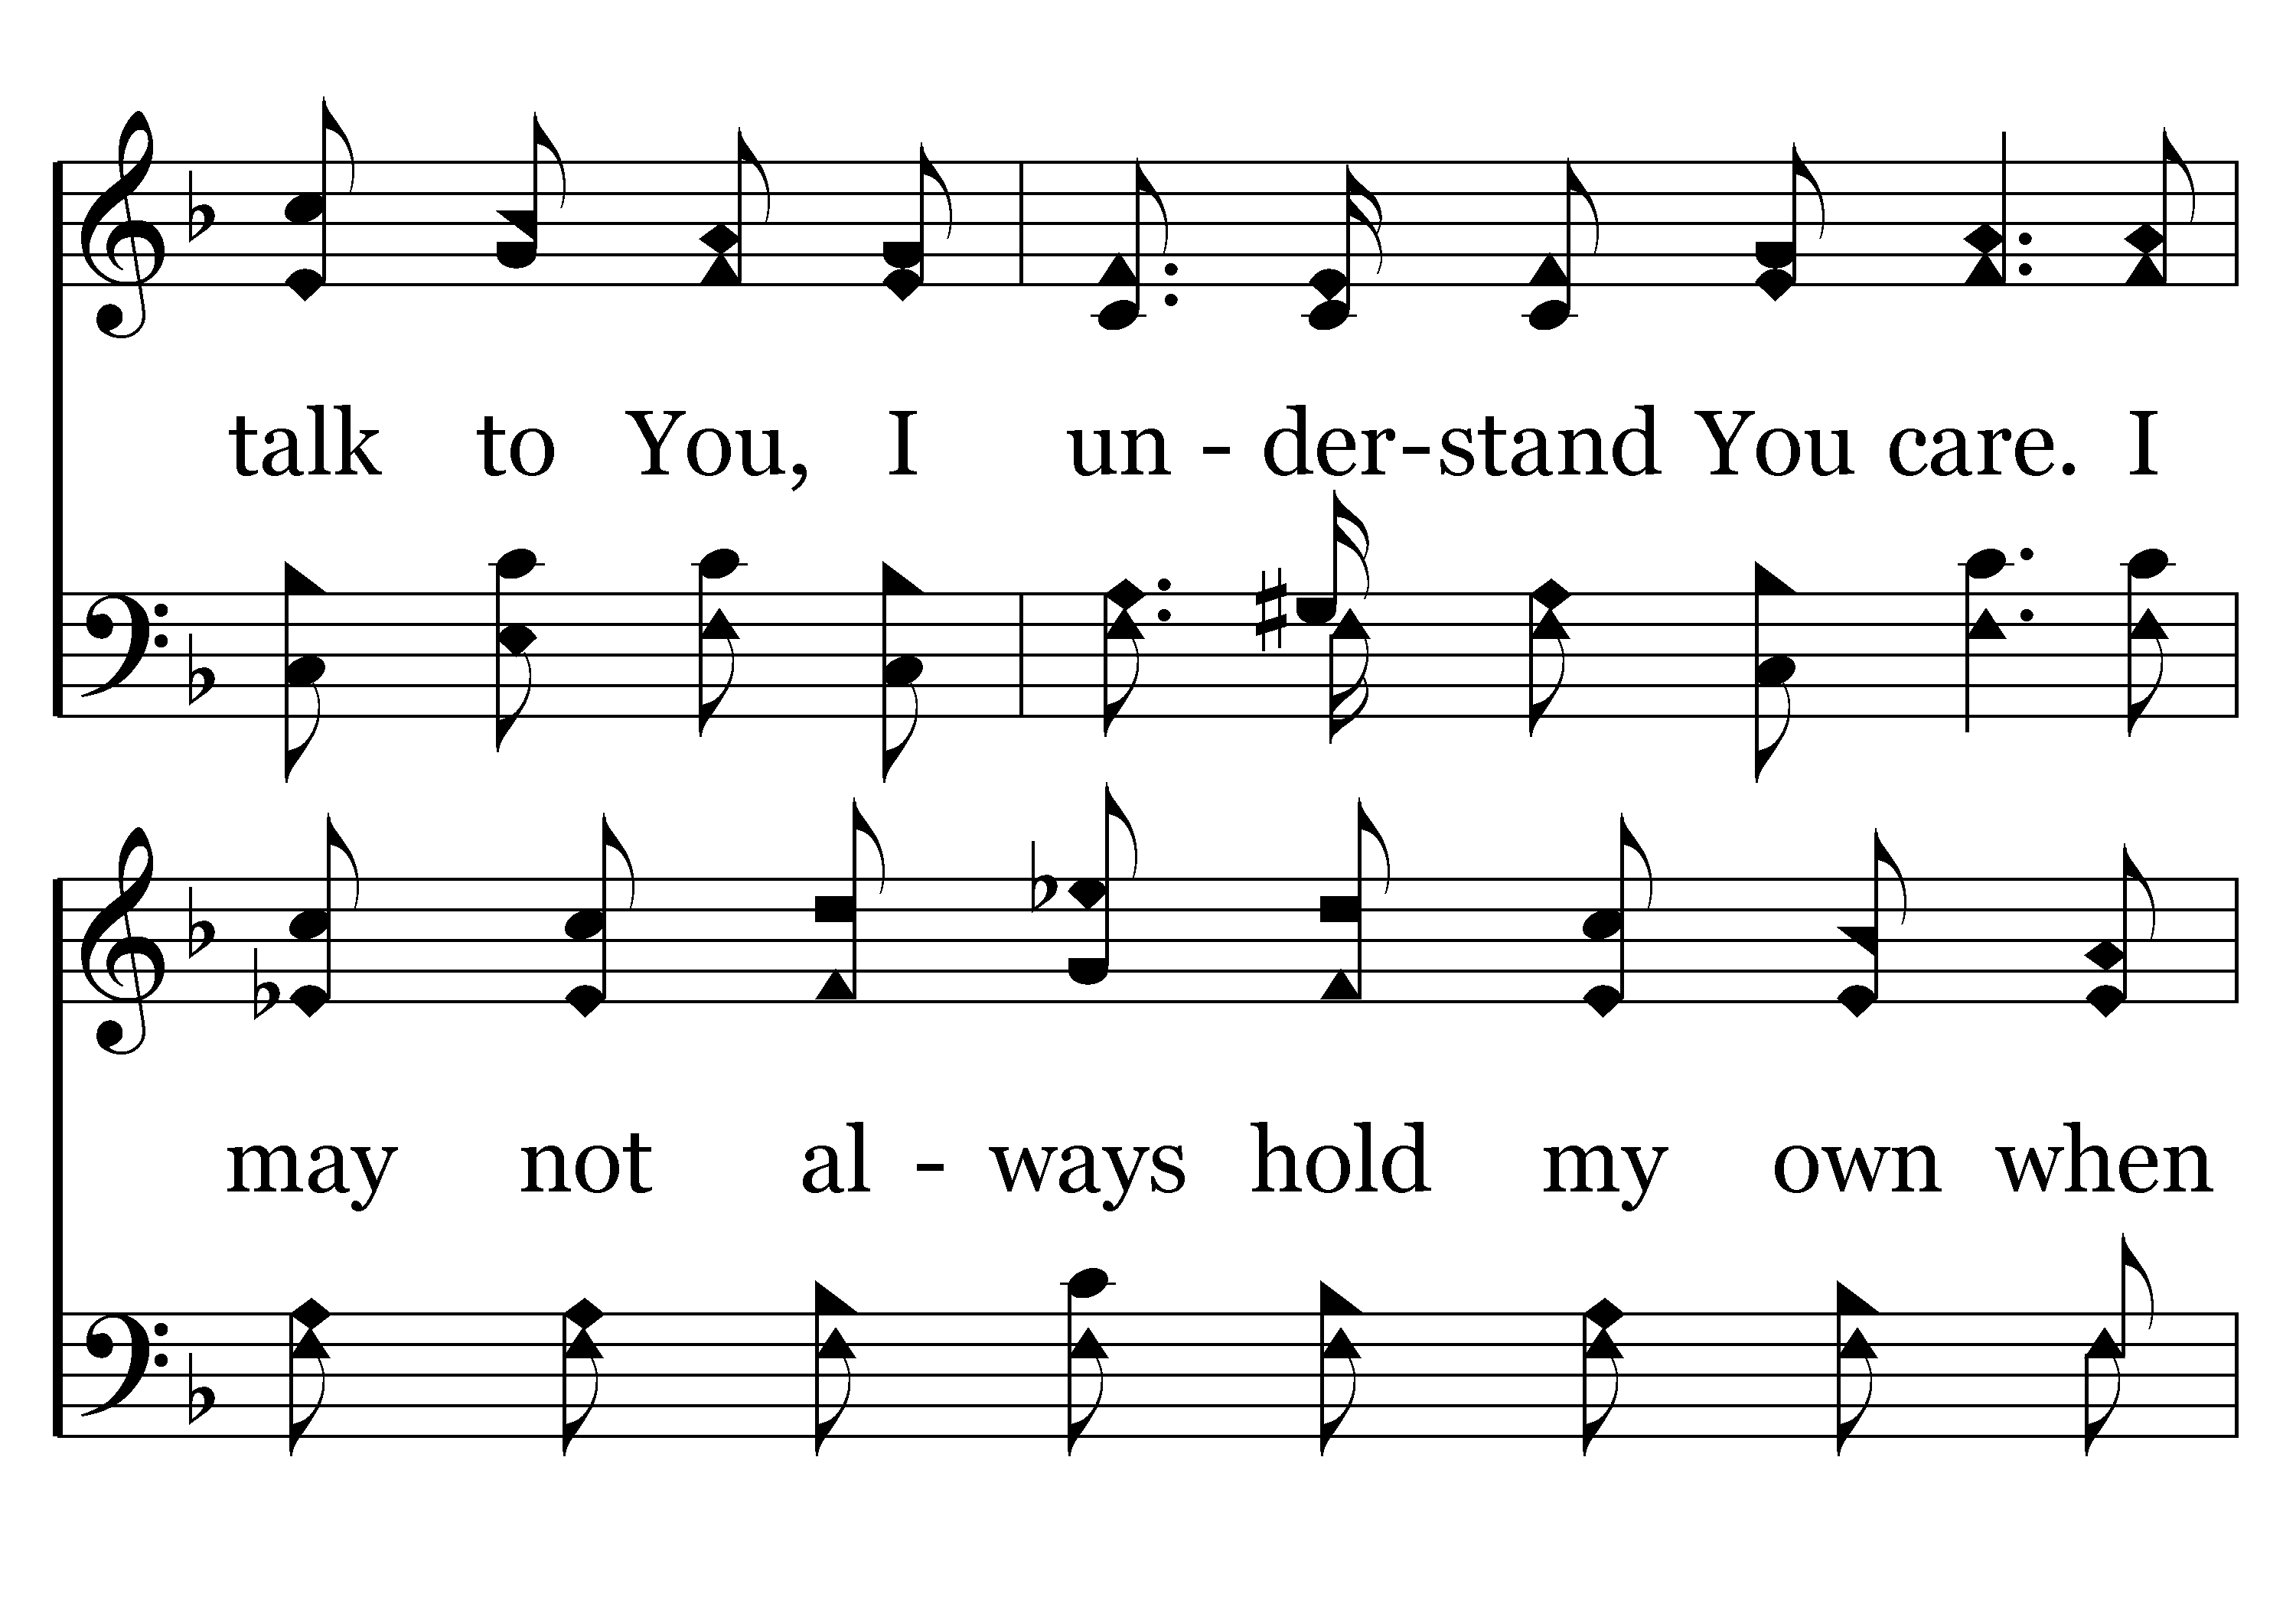 talk to You, I un - der-stand You care. I
may not al - ways hold my own when